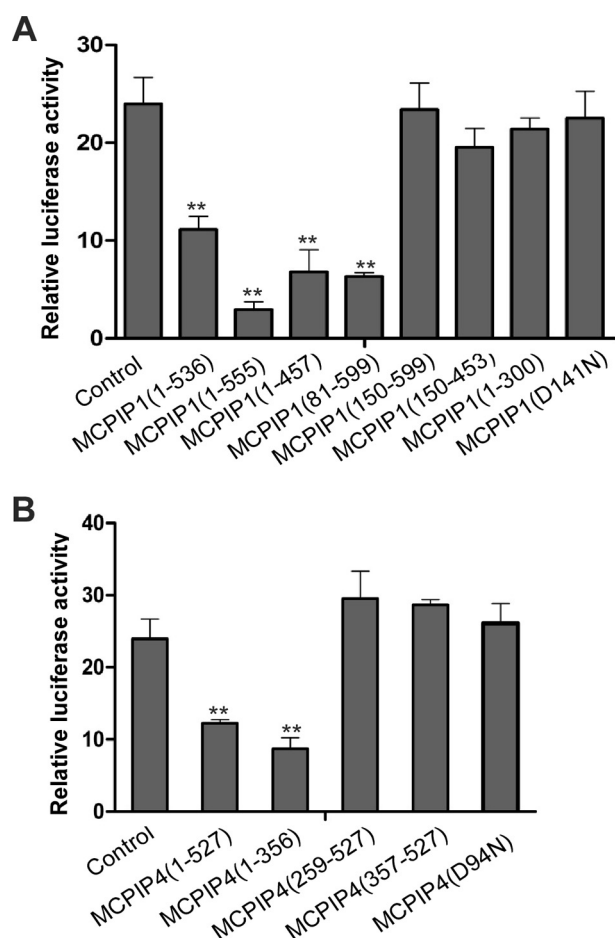 A
Relative luciferase activity
30
20
10
0
**
**
**
**
Control
MCPIP1(1-536)
MCPIP1(1-555)
MCPIP1(1-457)
MCPIP1(81-599)
MCPIP1(150-599)
MCPIP1(150-453)
MCPIP1(1-300)
MCPIP1(D141N)
B
Relative luciferase activity
40
30
20
10
0
**
**
Control
MCPIP4(1-527)
MCPIP4(1-356)
MCPIP4(259-527)
MCPIP4(357-527)
MCPIP4(D94N)